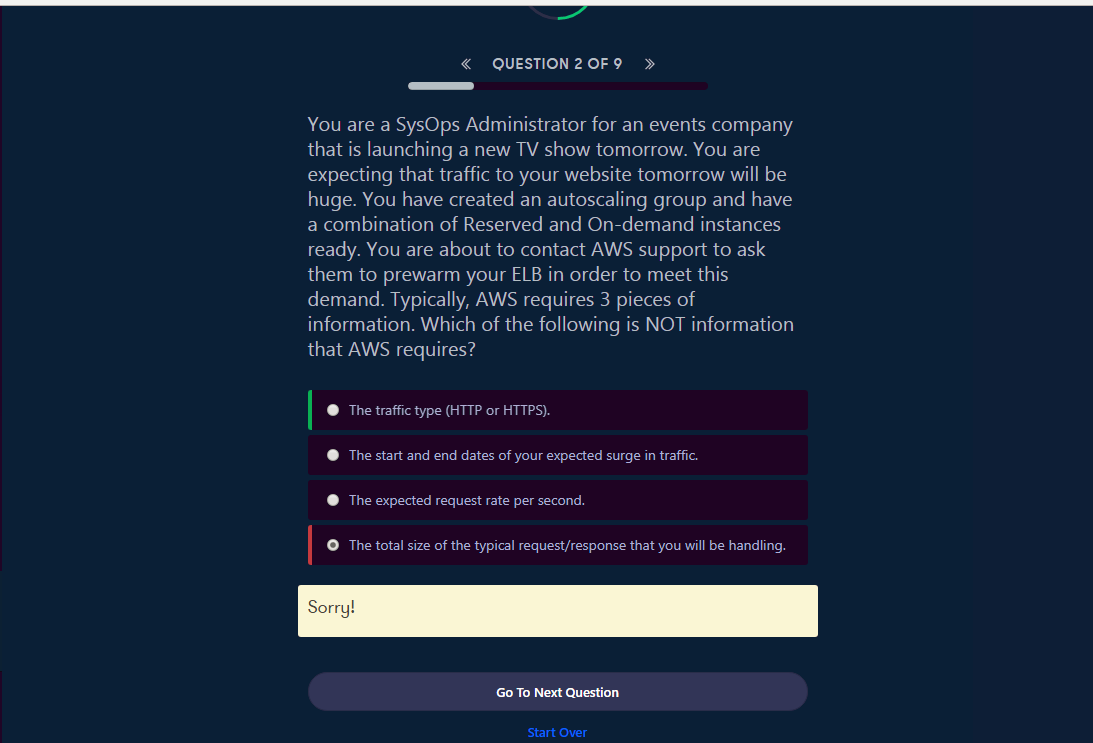 « QUESTION 2 OF 9 »
You are a SysOps Administrator for an events company
that is launching a new TV show tomorrow. You are
expecting that traffic to your website tomorrow will be
huge. You have created an autoscaling group and have
a combination of Reserved and On-demand instances
ready. You are about to contact AWS support to ask
them to prewarm your ELB in order to meet this
demand. Typically, AWS requires 3 pieces of
information. Which of the following is NOT information
that AWS requires?
The traffic type (HTTP or HTTPS).
The start and end dates of your expected surge in traffic.
The expected request rate per second.
The total size of the typical request/response that you will be handling.
Sorry!
Go To Next Question
Start Over